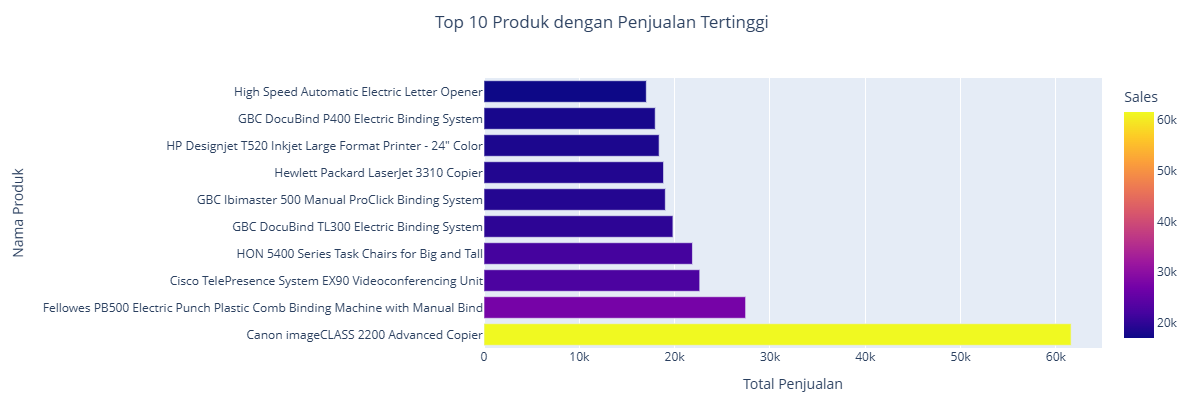 Top 10 Produk dengan Penjualan Tertinggi
Nama Produk
High Speed Automatic Electric Letter Opener
GBC DocuBind P400 Electric Binding System
HP Designjet T520 Inkjet Large Format Printer - 24" Color
Hewlett Packard LaserJet 3310 Copier
GBC Ibimaster 500 Manual ProClick Binding System
GBC DocuBind TL300 Electric Binding System
HON 5400 Series Task Chairs for Big and Tall
Cisco TelePresence System EX90 Videoconferencing Unit
Fellowes PB500 Electric Punch Plastic Comb Binding Machine with Manual Bind
Canon imageCLASS 2200 Advanced Copier
0 10k 20k 30k 40k 50k 60k
Total Penjualan
Sales
60k
50k
40k
30k
20k